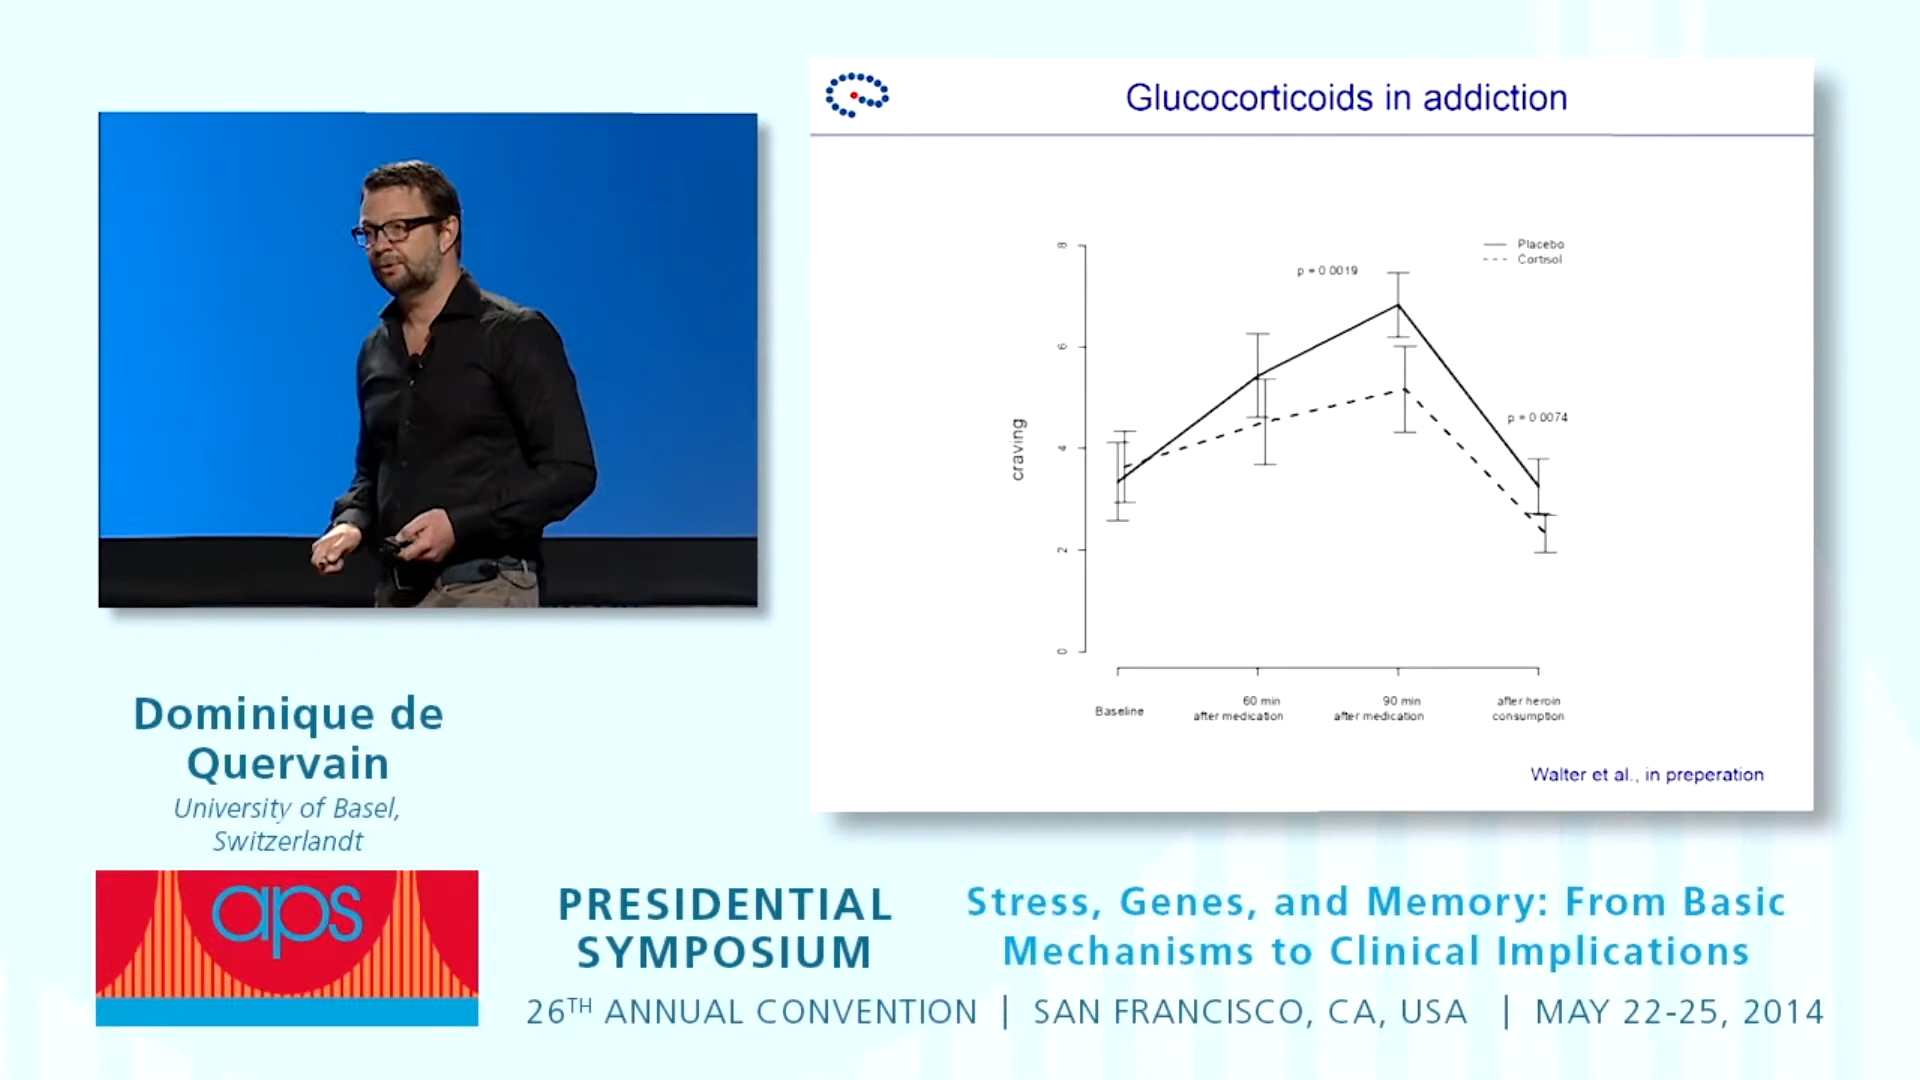 Glucocorticoids in addiction
Placebo
Cortisol
p = 0 0019
p = 0 0074
craving
8
6
4
2
0
Baseline
60 min
after medication
90 min
after medication
after heroin
consumption
Walter et al., in preperation
Dominique de
Quervain
University of Basel,
Switzerlandt
aps
PRESIDENTIAL
SYMPOSIUM
Stress, Genes, and Memory: From Basic
Mechanisms to Clinical Implications
26TH ANNUAL CONVENTION | SAN FRANCISCO, CA, USA | MAY 22-25, 2014